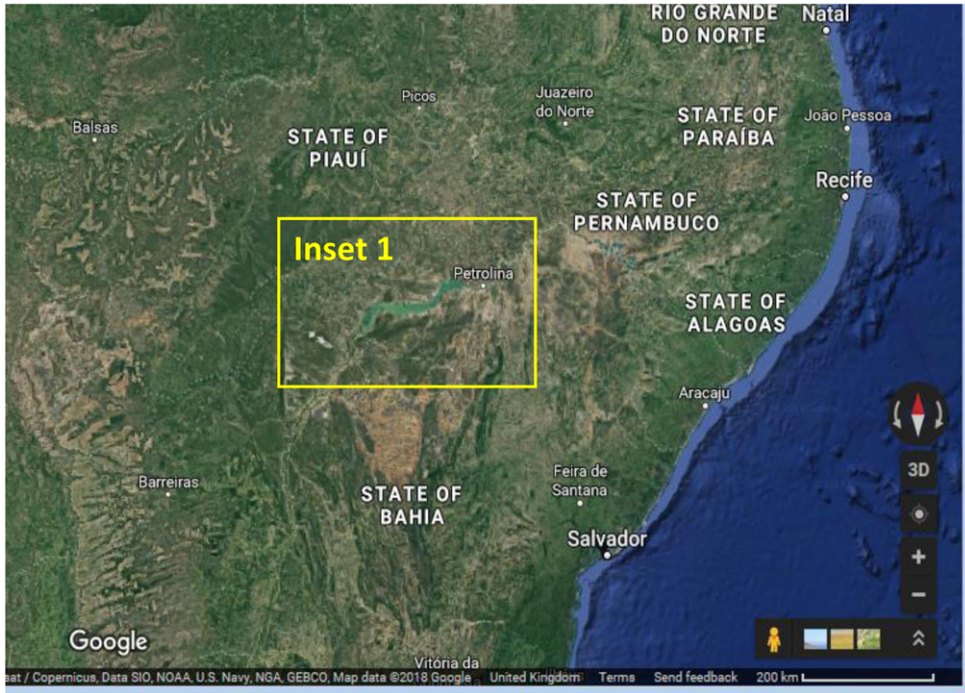 RIO GRANDE
DO NORTE
Natal
Picos
Juazeiro
do Norte
Balsas
STATE OF
PIAUÍ
STATE OF
PARAÍBA
João Pessoa
Recife
STATE OF
PERNAMBUCO
Inset 1
Petrolina
STATE OF
ALAGOAS
Aracaju
3D
Barreiras
Feira de
Santana
STATE OF
BAHIA
Salvador
Google
Vitória da
sat / Copernicus, Data SIO, NOAA, U.S. Navy, NGA, GEBCO, Map data ©2018 Google United Kingdom Terms Send feedback 200 km